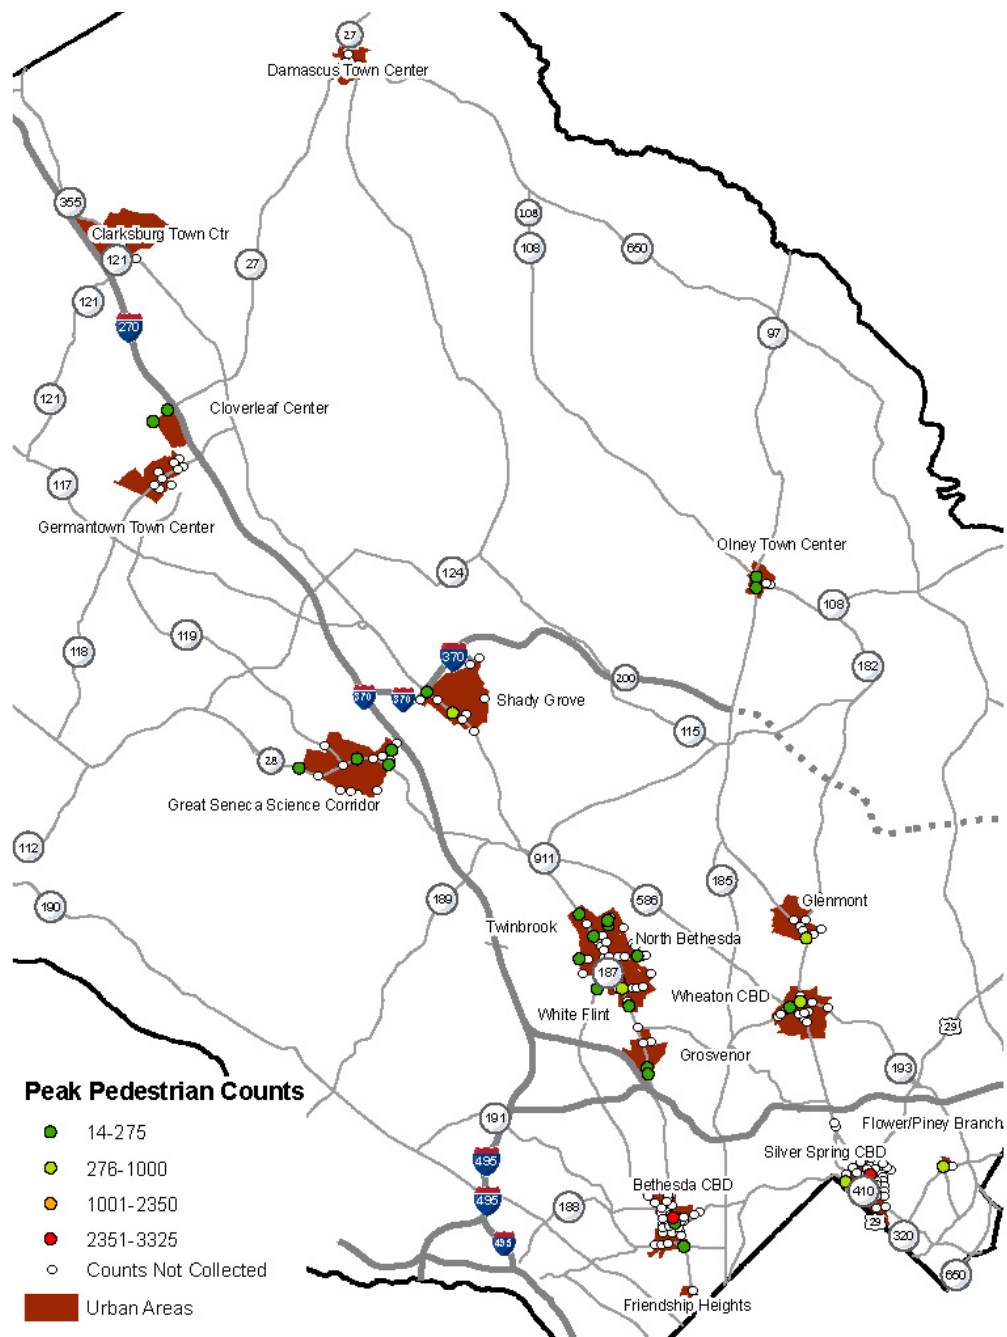 27
Damascus Town Center
355
108
Clarksburg Town Ctr
108
650
121
27
121
270
97
121
Cloverleaf Center
117
Germantown Town Center
Olney Town Center
124
108
119
118
370
182
200
370
370
Shady Grove
115
28
Great Seneca Science Corridor
112
911
185
190
189
586
Glenmont
Twinbrook
North Bethesda
187
Wheaton CBD
White Flint
29
Grosvenor
193
Peak Pedestrian Counts
14-275
276-1000
1001-2350
2351-3325
Counts Not Collected
Urban Areas
191
Flower/Piney Branch
Silver Spring CBD
495
Bethesda CBD
410
495
188
29
320
495
650
Friendship Heights